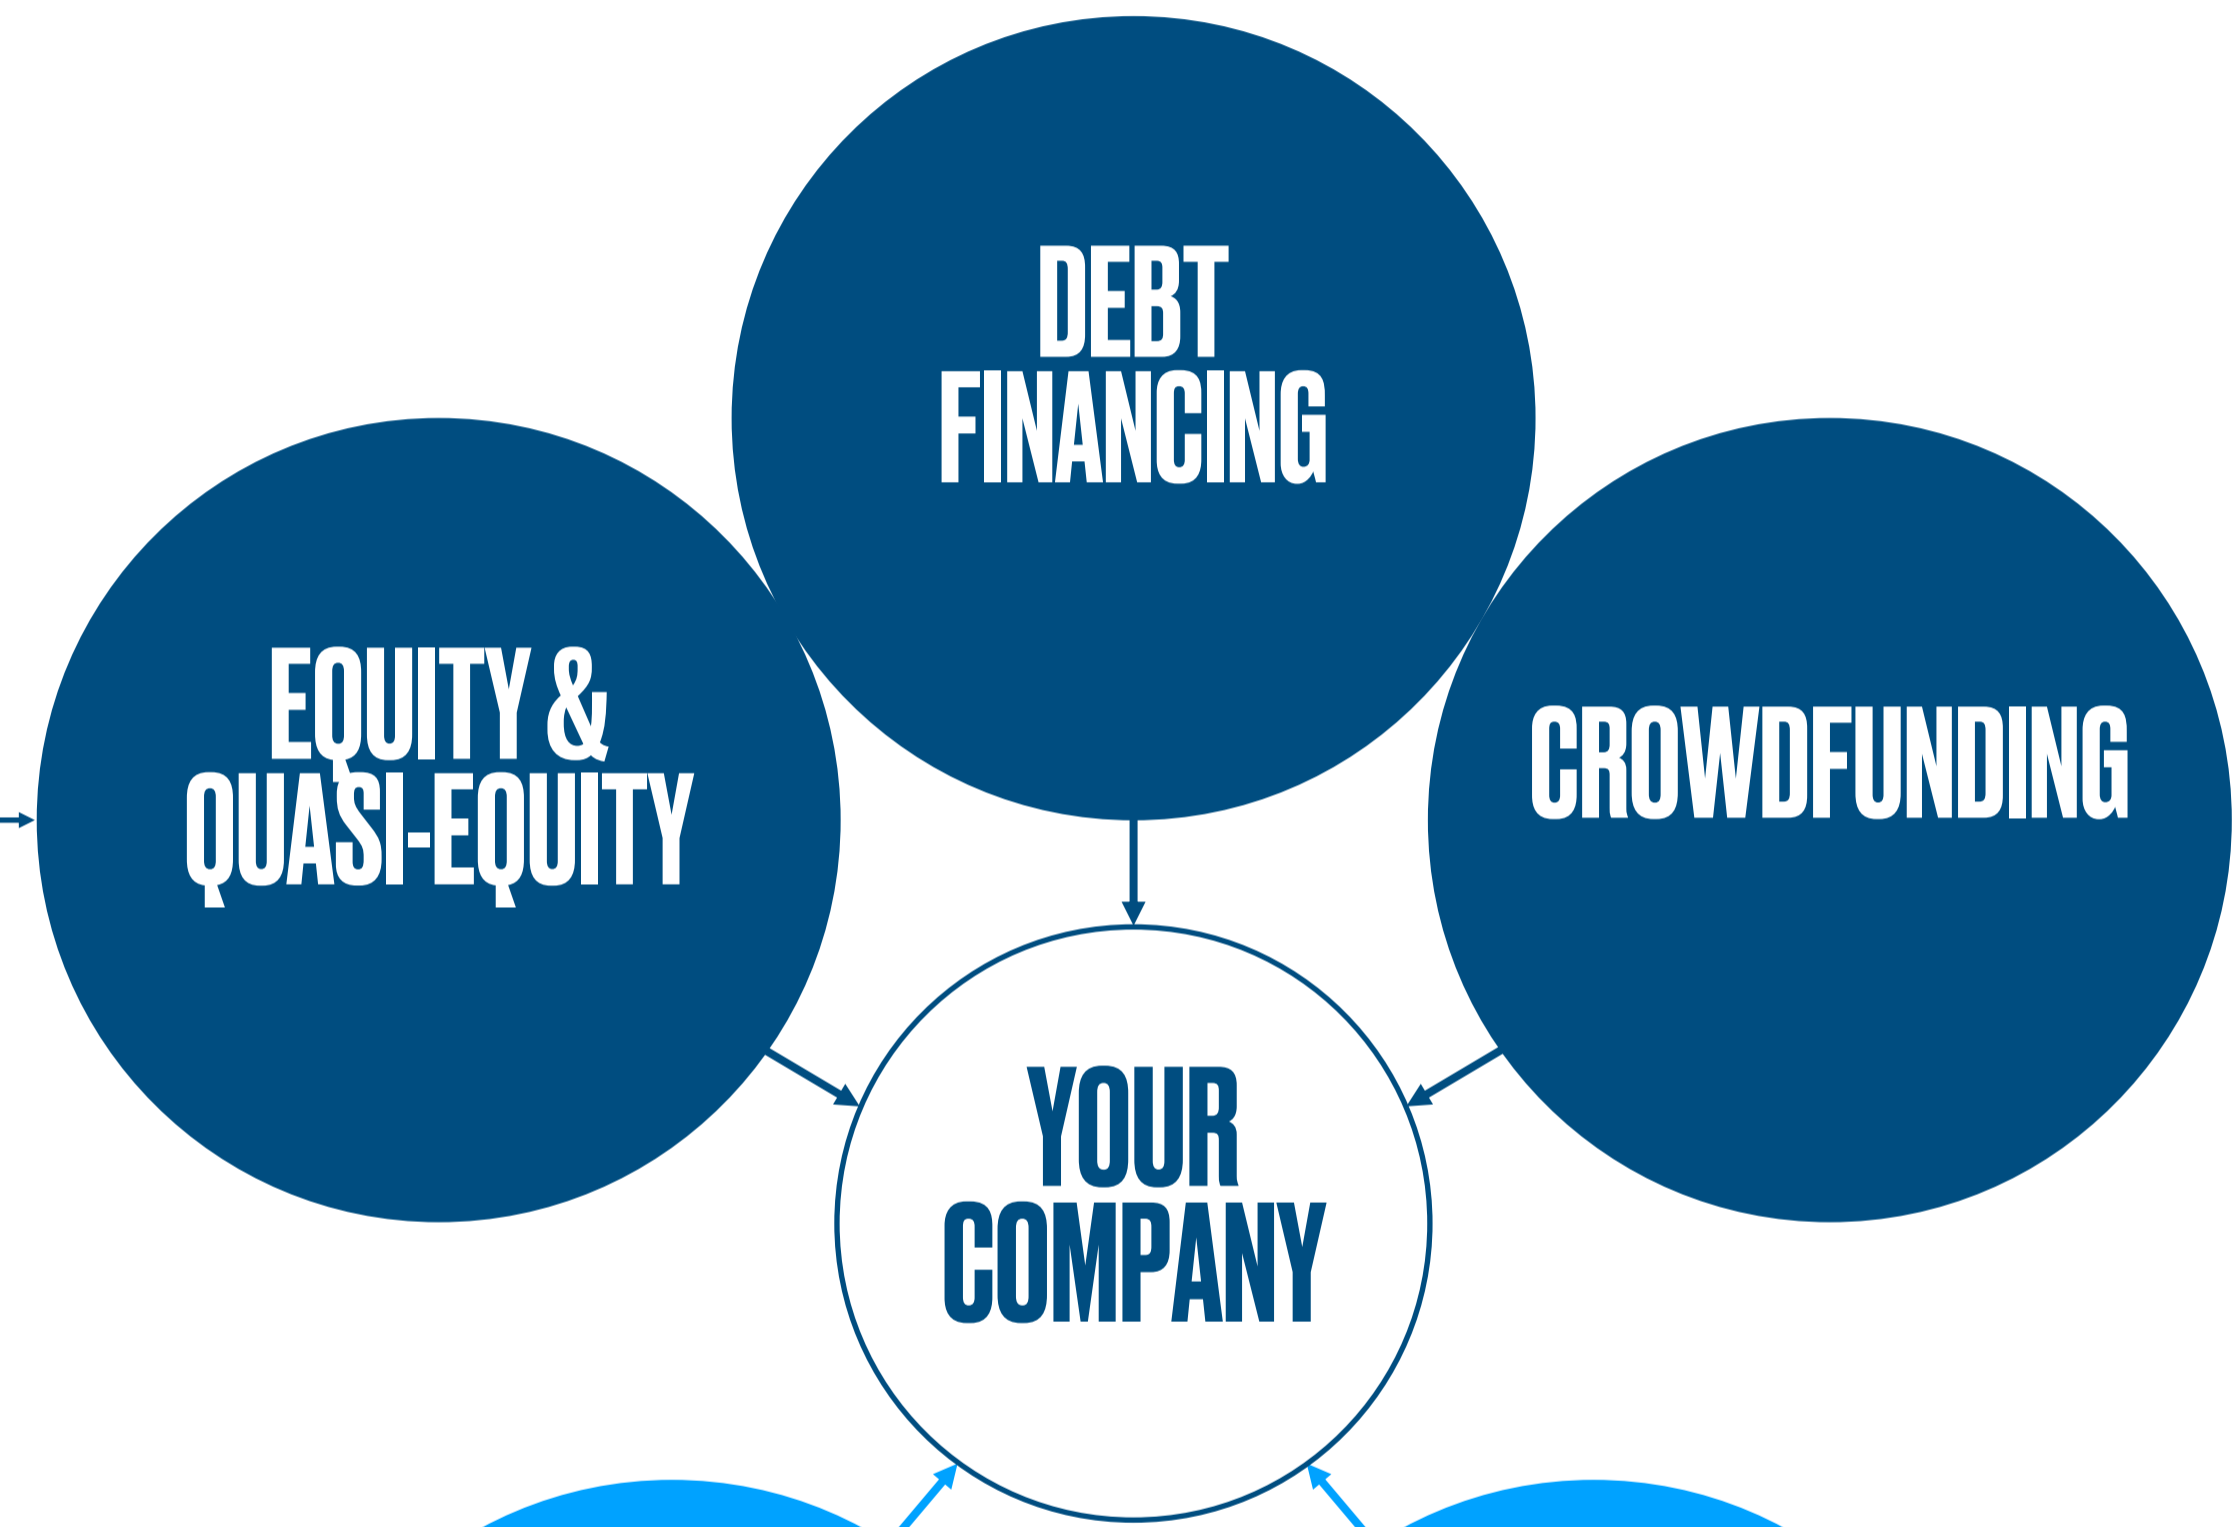 DEBT
FINANCING
EQUITY &
QUASI-EQUITY
CROWDFUNDING
YOUR
COMPANY